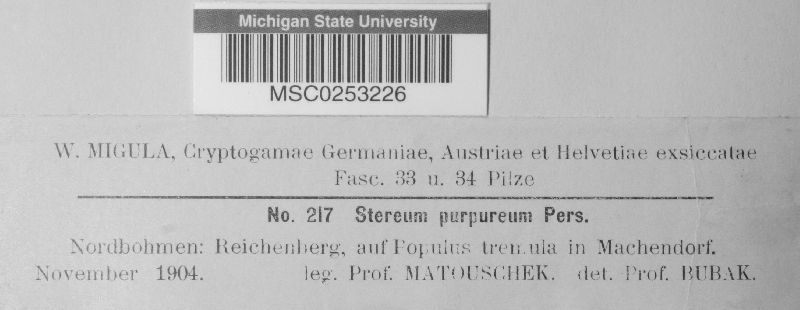 Michigan State University
MSC0253226
W. MIGULA, Cryptogamae Germaniae, Austriae et Helvetiae exsiccatae
Fasc. 33 u. 34 Pilze
No. 217 Stereum purpureum Pers.
Nordbohmen: Reichenberg, auf Populus tremula in Machendorf.
November 1904. leg. Prof. MATOUSCHEK. det. Prof. BUBAK.